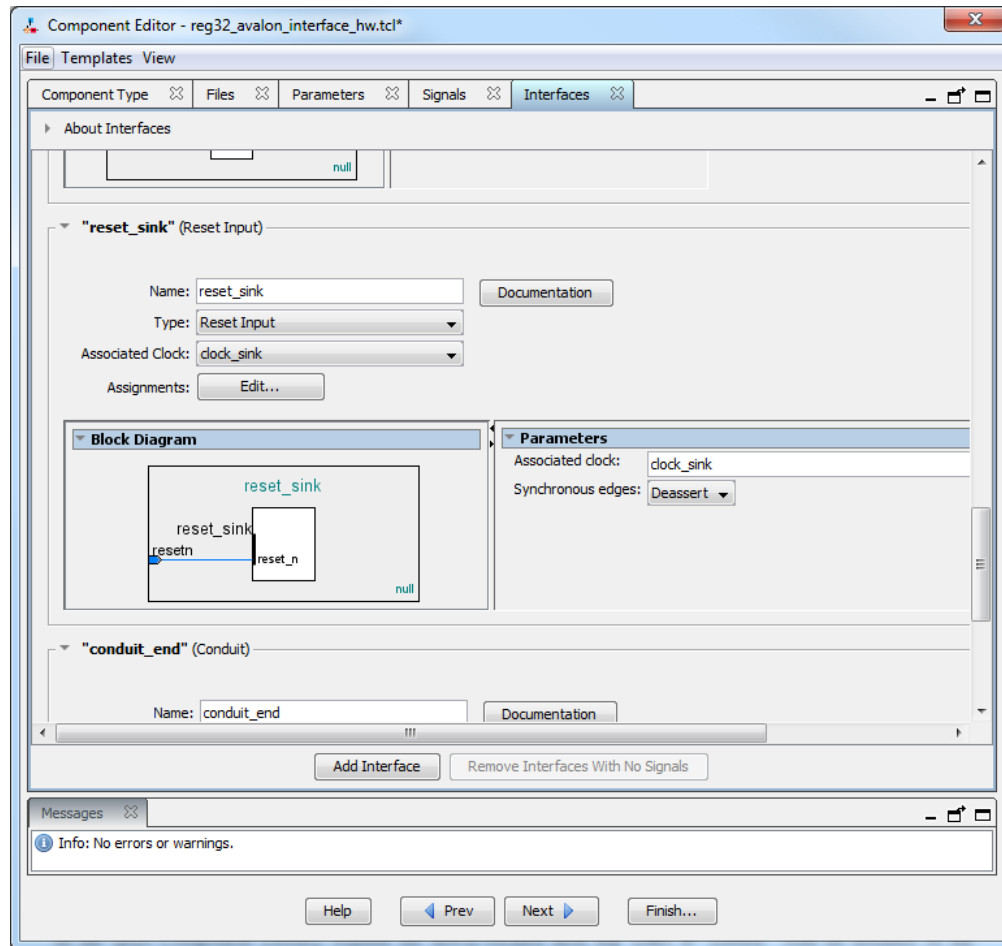 Component Editor - reg32_avalon_interface_hw.tcl*
File Templates View
Component Type Files Parameters Signals Interfaces
About Interfaces
null
"reset_sink" (Reset Input)
Name: reset_sink Documentation
Type: Reset Input
Associated Clock: clock_sink
Assignments: Edit...
Block Diagram
reset_sink
reset_sink
resetn
reset_n
null
Parameters
Associated clock: clock_sink
Synchronous edges: Deassert
"conduit_end" (Conduit)
Name: conduit_end Documentation
Add Interface Remove Interfaces With No Signals
Messages
Info: No errors or warnings.
Help Prev Next Finish...